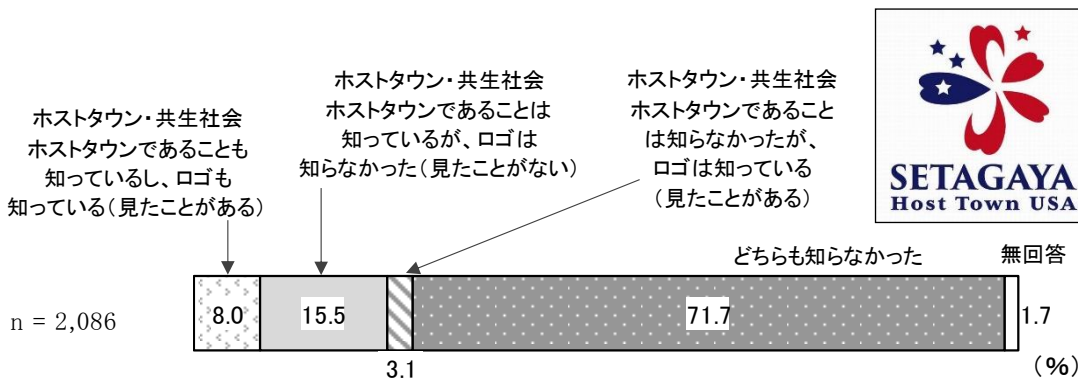 ホストタウン・共生社会
ホストタウンであることも
知っているし、ロゴも
知っている（見たことがある）
ホストタウン・共生社会
ホストタウンであることは
知っているが、ロゴは
知らなかった（見たことがない）
ホストタウン・共生社会
ホストタウンであること
は知らなかったが、
ロゴは知っている
（見たことがある）
SETAGAYA
Host Town USA
どちらも知らなかった
無回答
n = 2,086
8.0
15.5
3.1
71.7
1.7
(%)